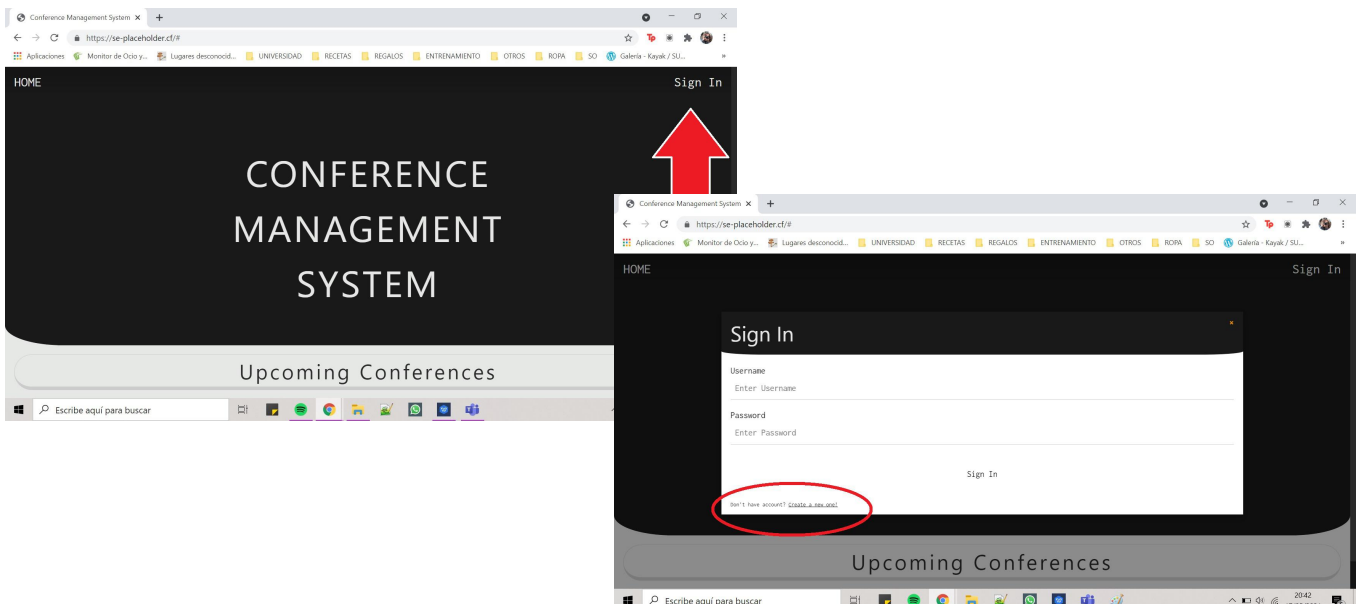 Conference Management System
https://se-placeholder.cf/#
Aplicaciones Monitor de Ocio y... Lugares desconocid... UNIVERSIDAD RECETAS REGALOS ENTRENAMIENTO OTROS ROPA SO Galería - Kayak / SU... »
HOME Sign In
CONFERENCE
MANAGEMENT
SYSTEM
Upcoming Conferences
Escribe aquí para buscar
Conference Management System
https://se-placeholder.cf/#
Aplicaciones Monitor de Ocio y... Lugares desconocid... UNIVERSIDAD RECETAS REGALOS ENTRENAMIENTO OTROS ROPA SO Galería - Kayak / SU... »
HOME Sign In
Sign In
Username
Enter Username
Password
Enter Password
Sign In
Don't have account? Create a new one!
Upcoming Conferences
Escribe aquí para buscar
20:42